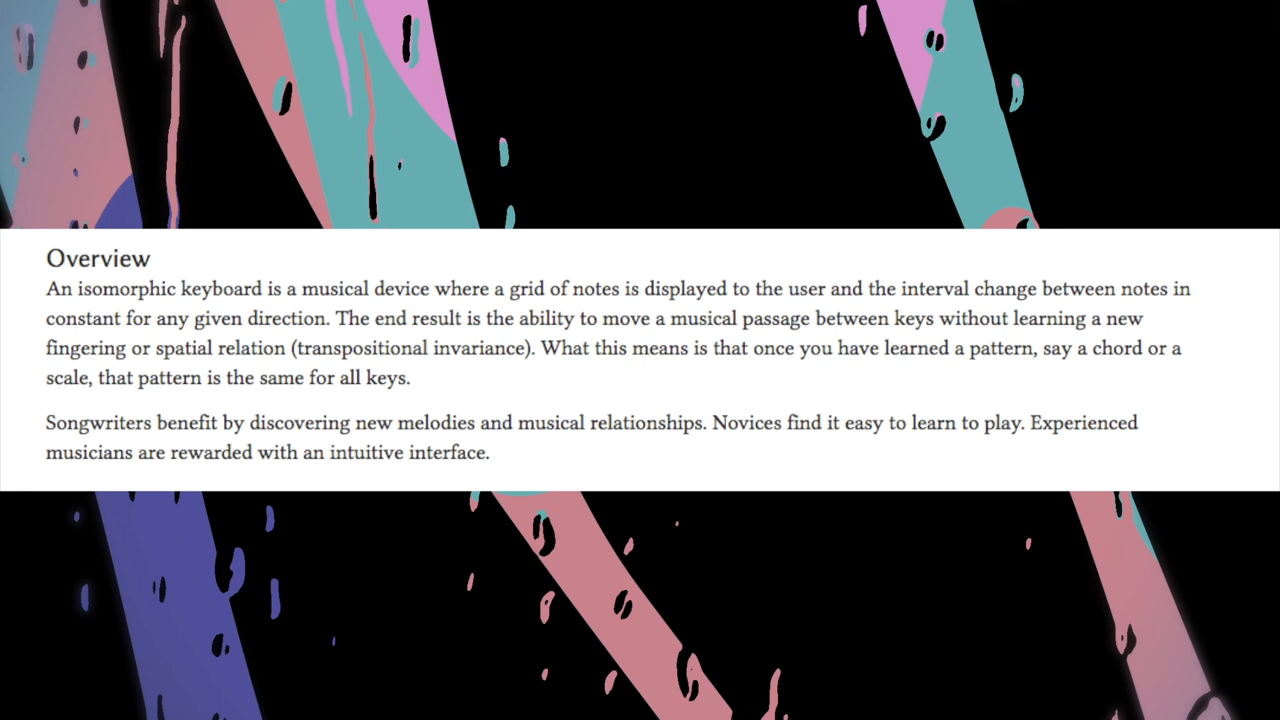 Overview
An isomorphic keyboard is a musical device where a grid of notes is displayed to the user and the interval change between notes in
constant for any given direction. The end result is the ability to move a musical passage between keys without learning a new
fingering or spatial relation (transpositional invariance). What this means is that once you have learned a pattern, say a chord or a
scale, that pattern is the same for all keys.
Songwriters benefit by discovering new melodies and musical relationships. Novices find it easy to learn to play. Experienced
musicians are rewarded with an intuitive interface.